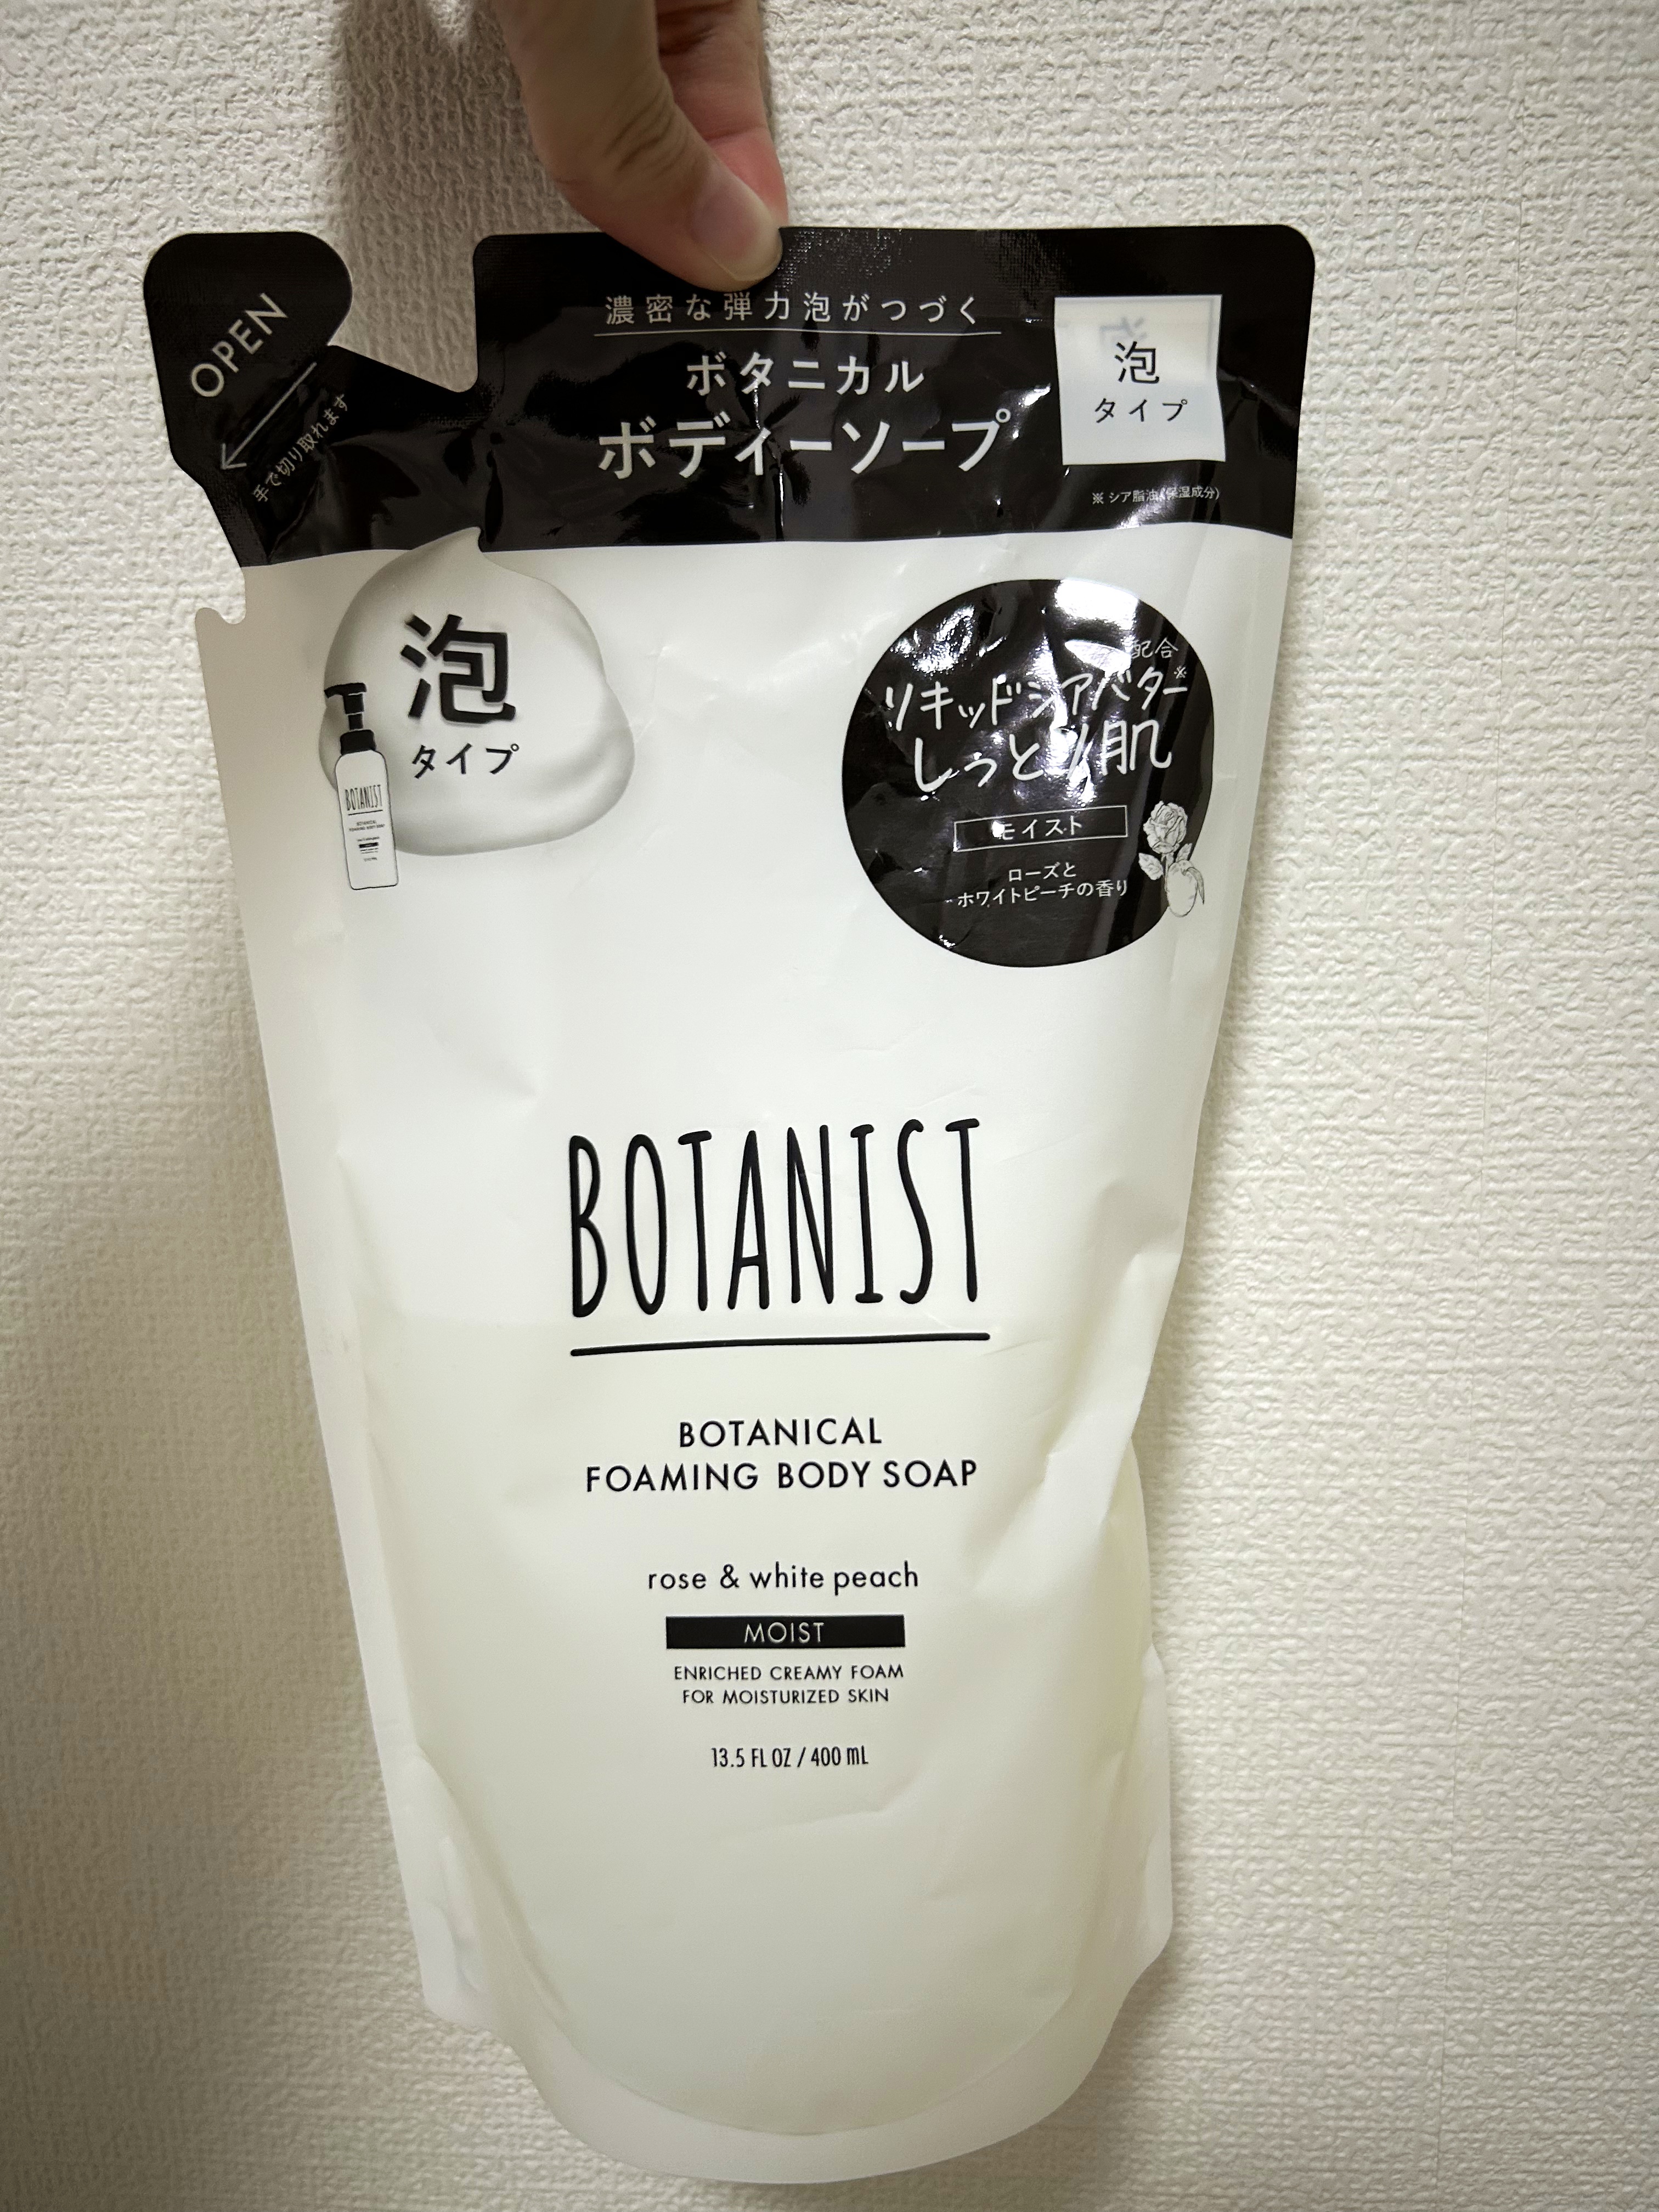 OPEN
手で切り取れます
濃密な弾力泡がつづく
ボタニカル
ボディーソープ
泡
タイプ
※シア脂油(保湿成分)
泡
タイプ
BOTANIST
配合
リキッドシアバター※
しっとり肌
モイスト
ローズと
ホワイトピーチの香り
BOTANIST
BOTANICAL
FOAMING BODY SOAP
rose & white peach
MOIST
ENRICHED CREAMY FOAM
FOR MOISTURIZED SKIN
13.5 FL OZ / 400 mL